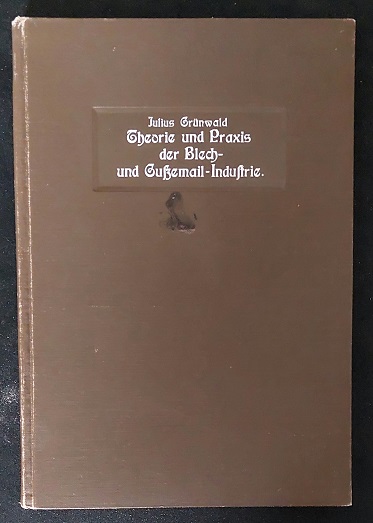 Julius Grünwald
Theorie und Praxis
der Blech-
und Gußemail-Induſtrie.